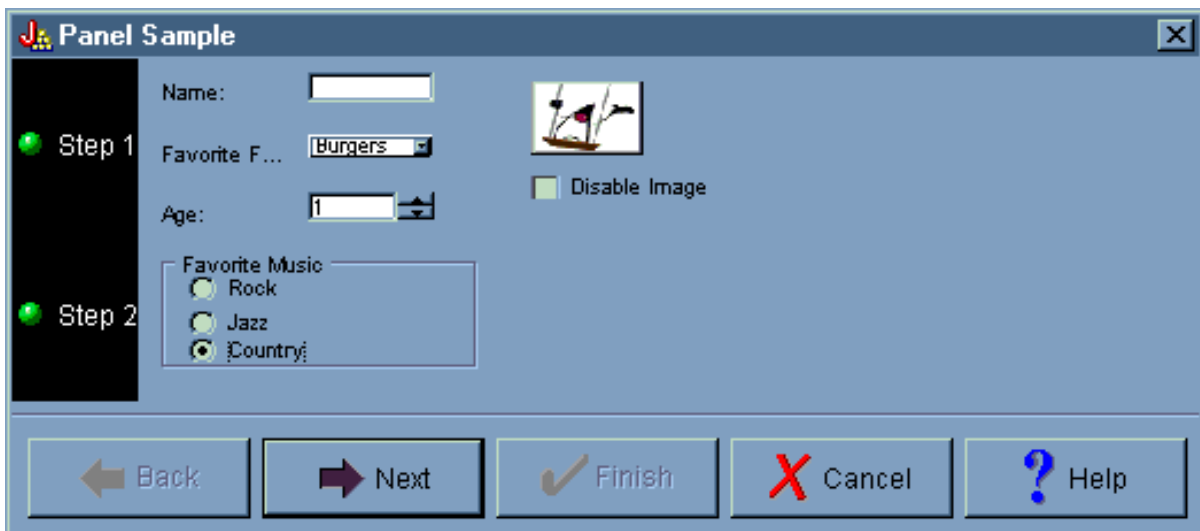 Panel Sample
Step 1
Step 2
Name:
Favorite F...
Burgers
Age:
1
Favorite Music
Rock
Jazz
Country
Disable Image
Back
Next
Finish
Cancel
Help